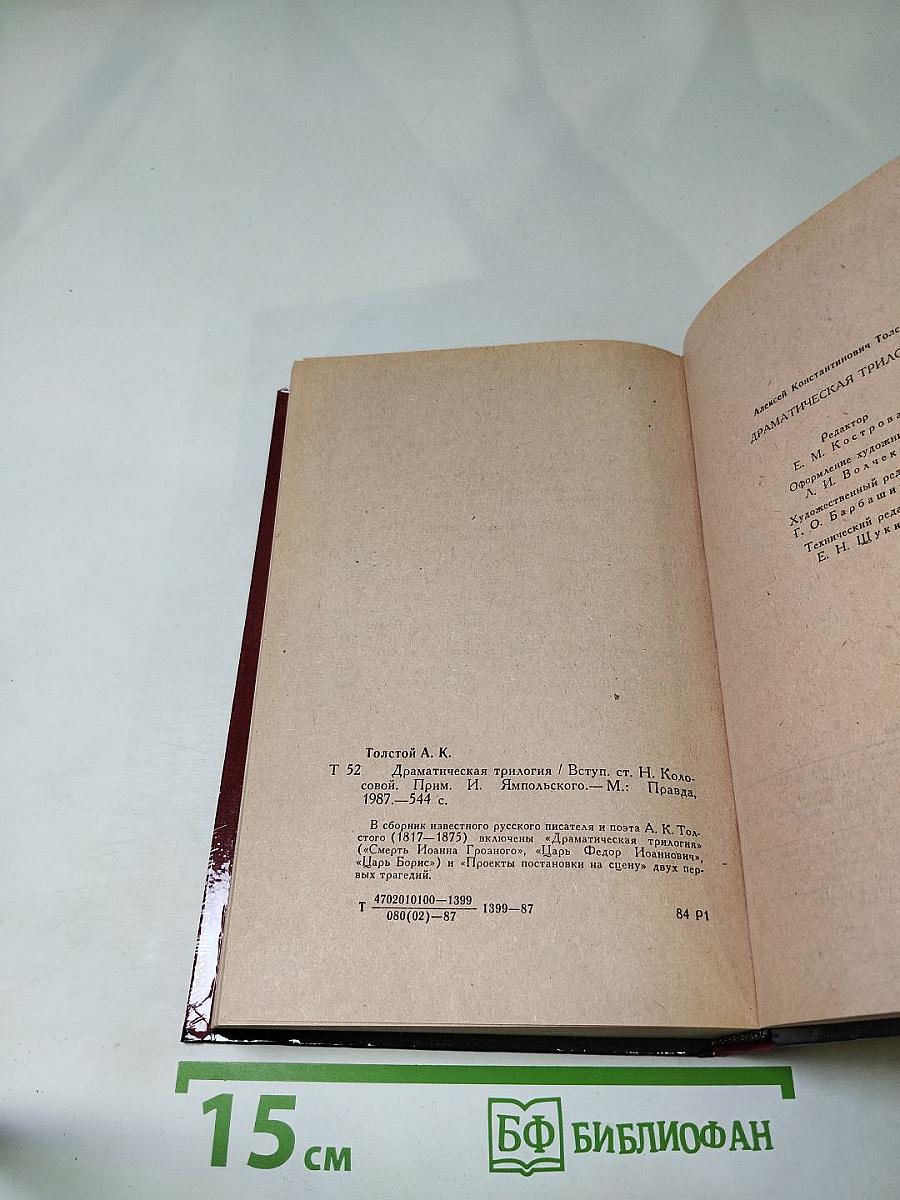 Толстой А. К.
Т 52 Драматическая трилогия / Вступ. ст. Н. Коло-
совой. Прим. И. Ямпольского.— М.: Правда,
1987.—544 с.
В сборник известного русского писателя и поэта А. К. Тол-
стого (1817—1875) включены «Драматическая трилогия»
(«Смерть Иоанна Грозного», «Царь Федор Иоаннович»,
«Царь Борис») и «Проекты постановки на сцену» двух пер-
вых трагедий.
Т 4702010100—1399
080(02)—87
1399—87
84 Р1
Алексей Константинович Толс
ДРАМАТИЧЕСКАЯ ТРИЛО
Редактор
Е. М. Костров
Оформление художни
Л. И. Волчек
Художественный ред
Г. О. Барбаши
Технический реда
Е. Н. Щуки
15 см
БФ БИБЛИОФАН